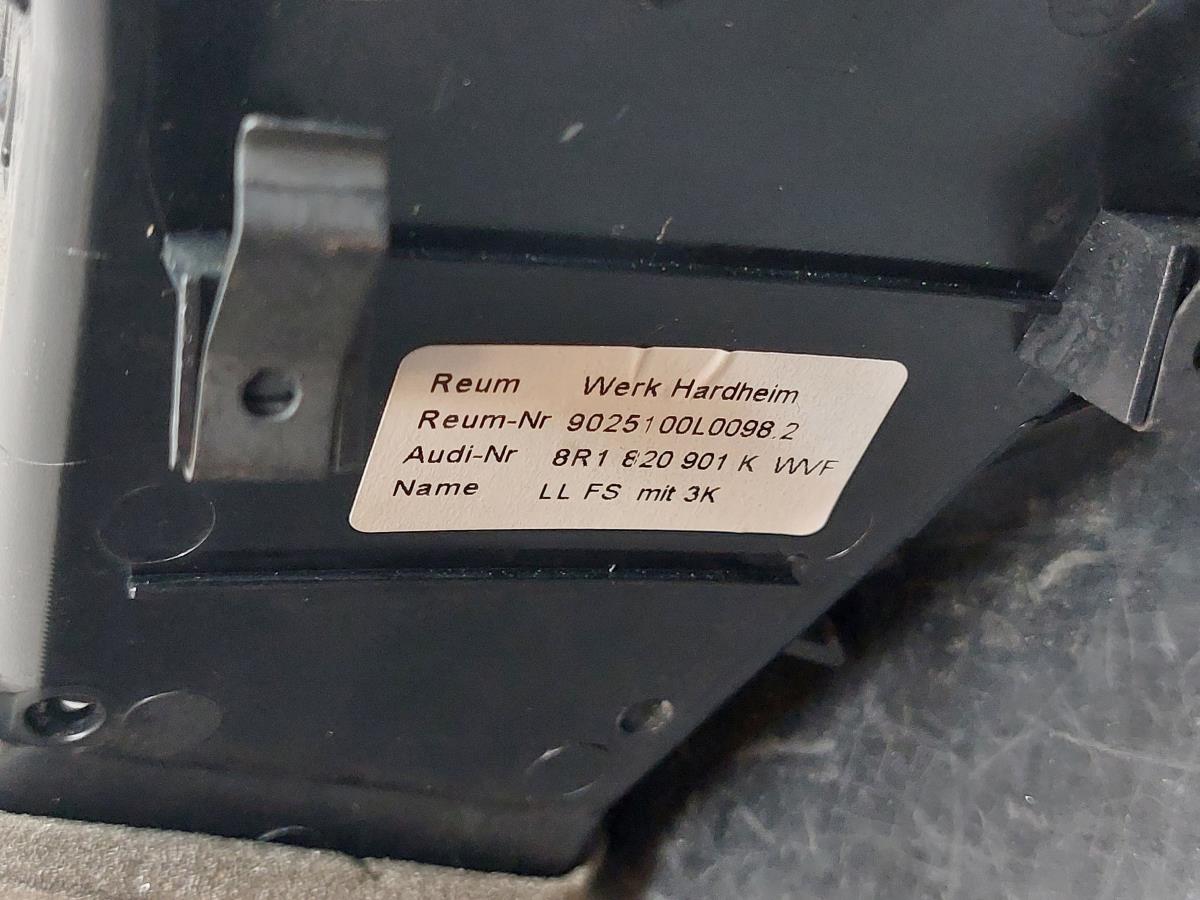 Reum Werk Hardheim
Reum-Nr 9025100L0098.2
Audi-Nr 8R1 820 901 K WVF
Name LL FS mit 3K